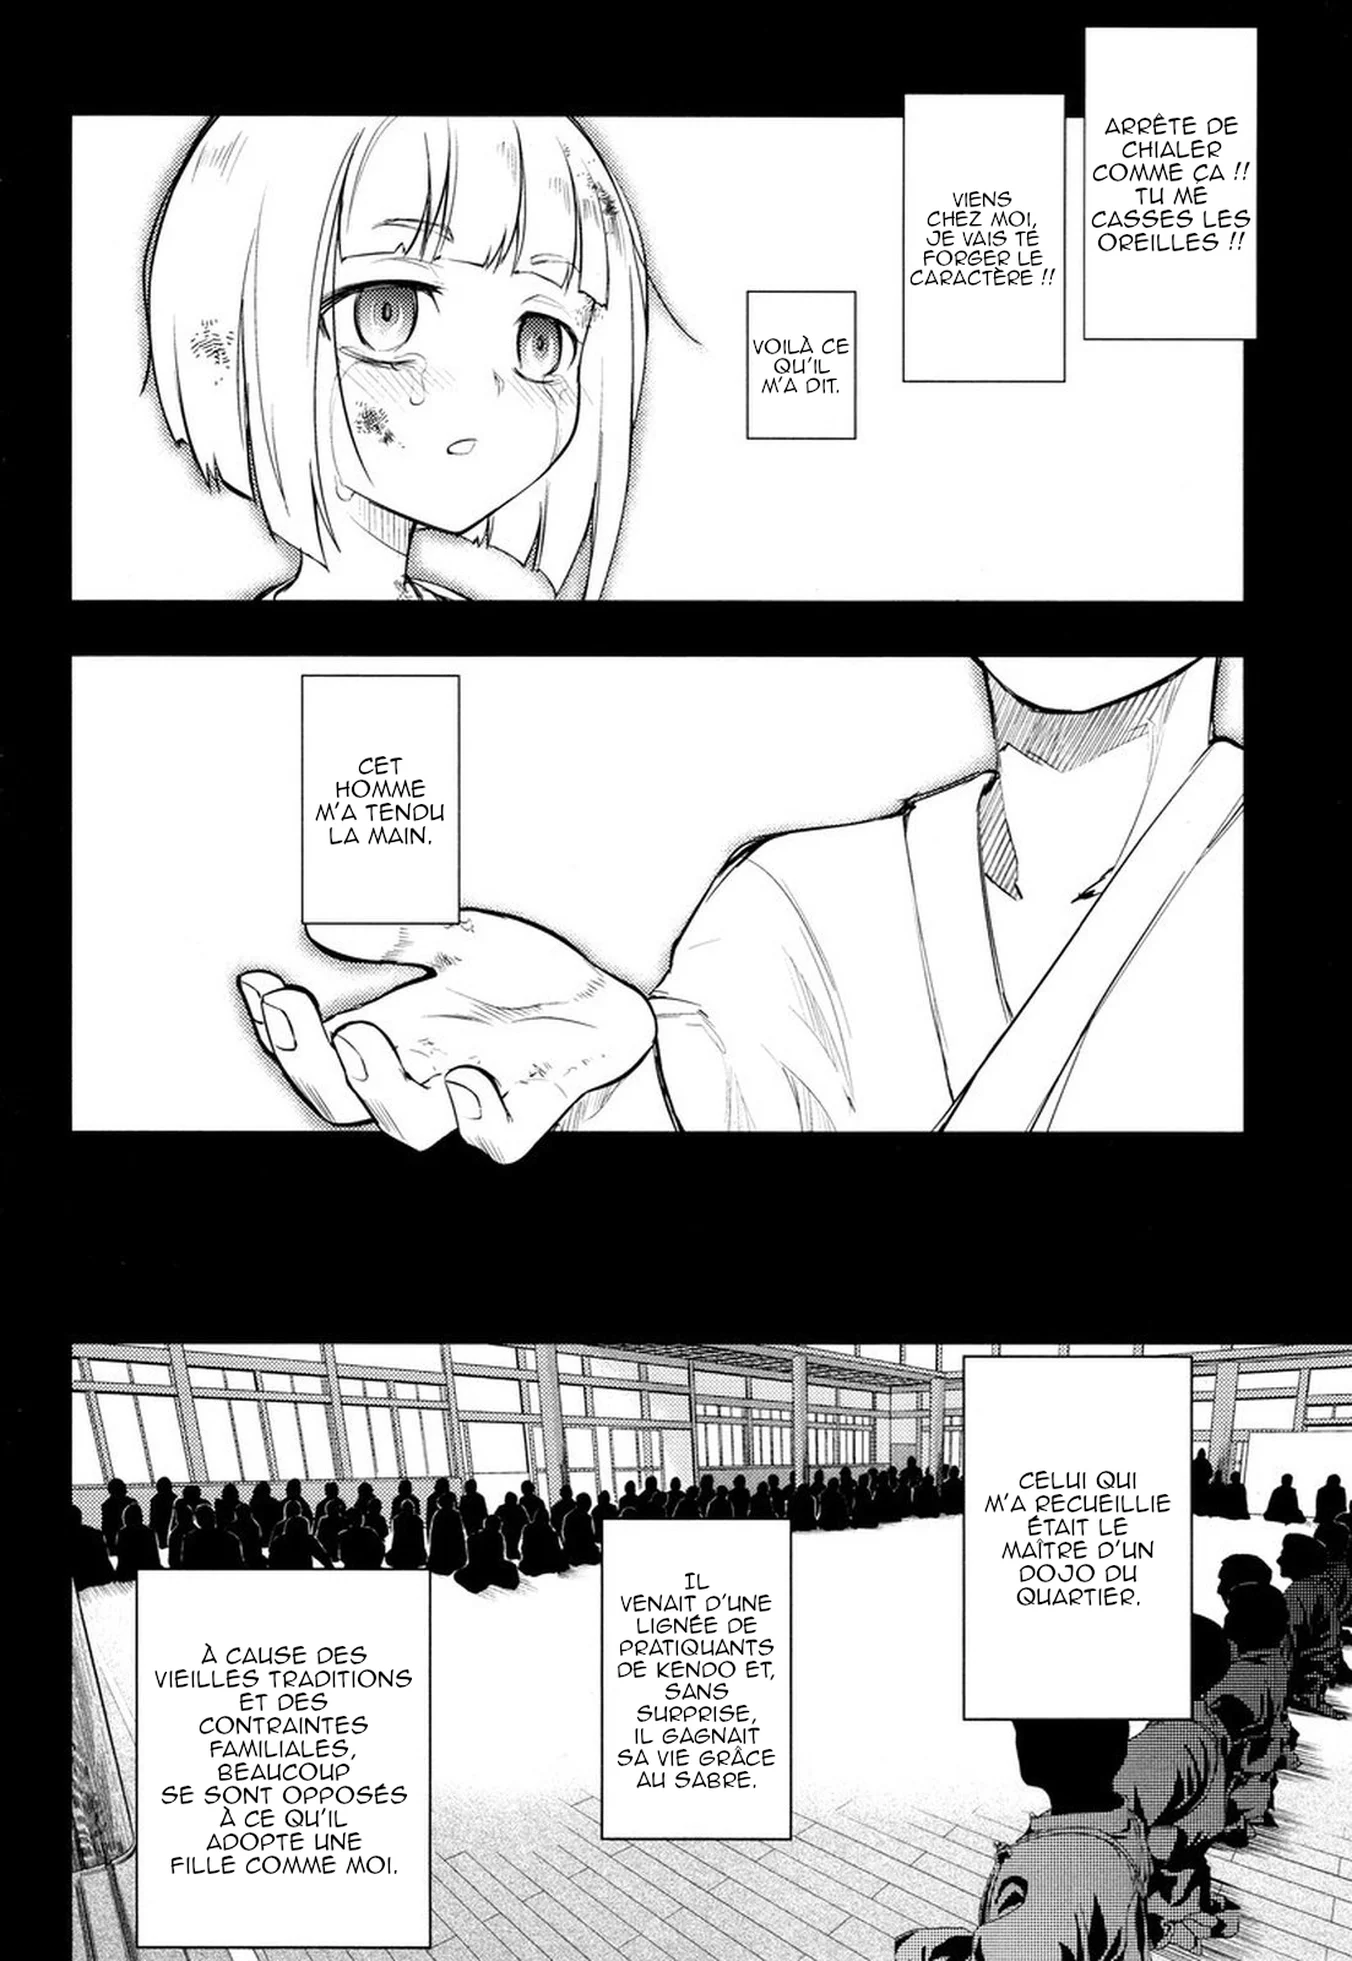 ARRÊTE DE
CHIALER
COMME ÇA !!
TU ME
CASSES LES
OREILLES !!
VIENS
CHEZ MOI,
JE VAIS TE
FORGER LE
CARACTÈRE !!
VOILÀ CE
QU'IL
M'A DIT.
CET
HOMME
M'A TENDU
LA MAIN.
CELUI QUI
M'A RECUEILLIE
ÉTAIT LE
MAÎTRE D'UN
DOJO DU
QUARTIER.
IL
VENAIT D'UNE
LIGNÉE DE
PRATIQUANTS
DE KENDO ET,
SANS
SURPRISE,
IL GAGNAIT
SA VIE GRÂCE
AU SABRE.
À CAUSE DES
VIEILLES TRADITIONS
ET DES
CONTRAINTES
FAMILIALES,
BEAUCOUP
SE SONT OPPOSÉS
À CE QU'IL
ADOPTE UNE
FILLE COMME MOI.